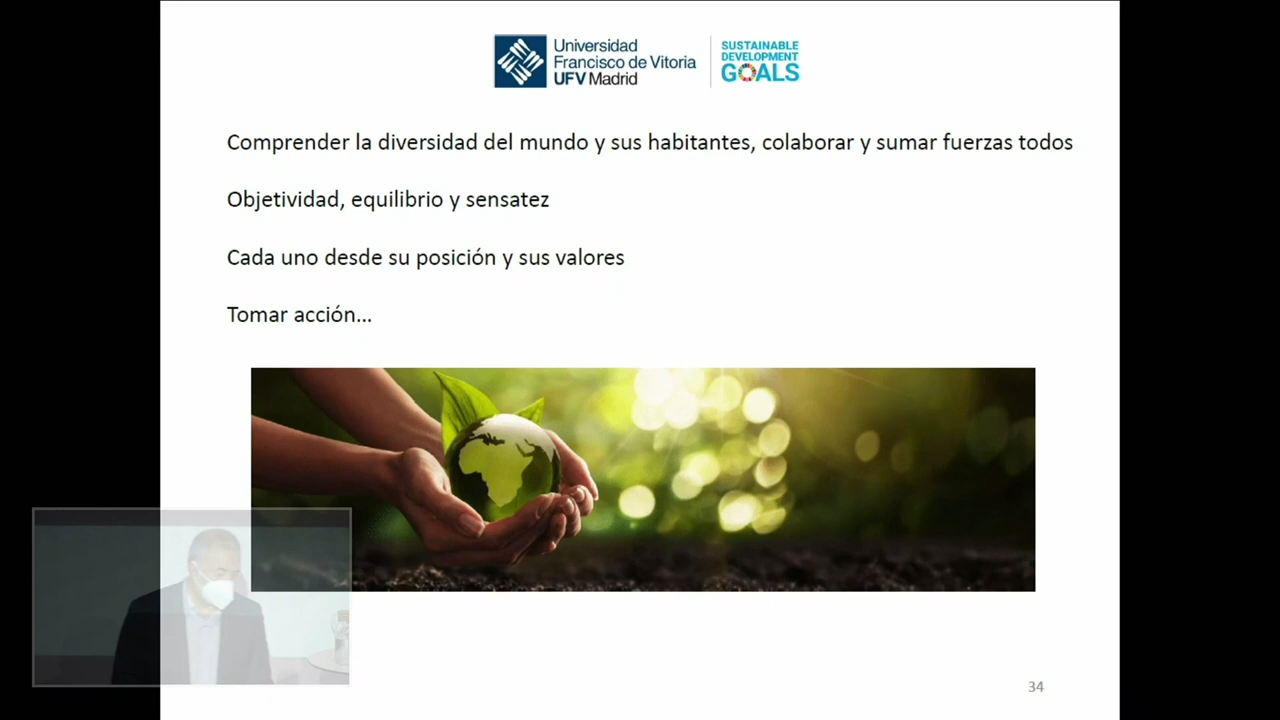 Universidad
Francisco de Vitoria
UFV Madrid
SUSTAINABLE
DEVELOPMENT
GOALS
Comprender la diversidad del mundo y sus habitantes, colaborar y sumar fuerzas todos
Objetividad, equilibrio y sensatez
Cada uno desde su posición y sus valores
Tomar acción...
34